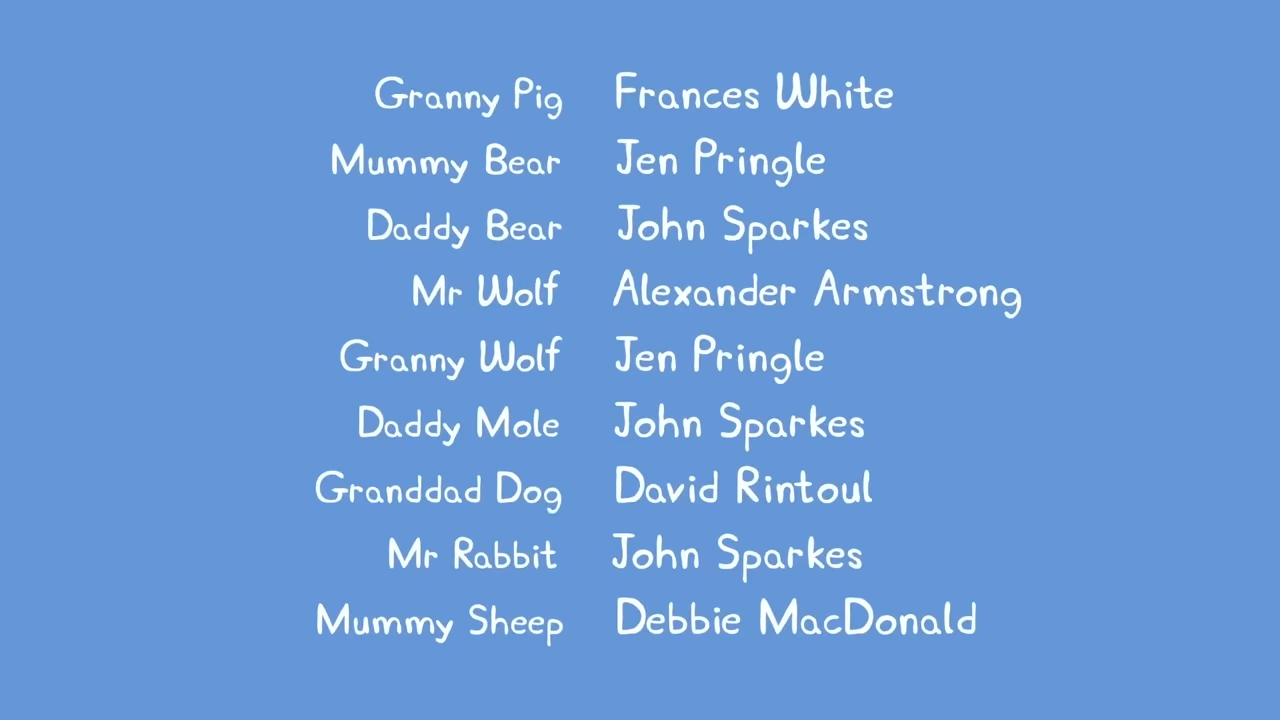 Granny Pig Frances White
Mummy Bear Jen Pringle
Daddy Bear John Sparkes
Mr Wolf Alexander Armstrong
Granny Wolf Jen Pringle
Daddy Mole John Sparkes
Granddad Dog David Rintoul
Mr Rabbit John Sparkes
Mummy Sheep Debbie MacDonald